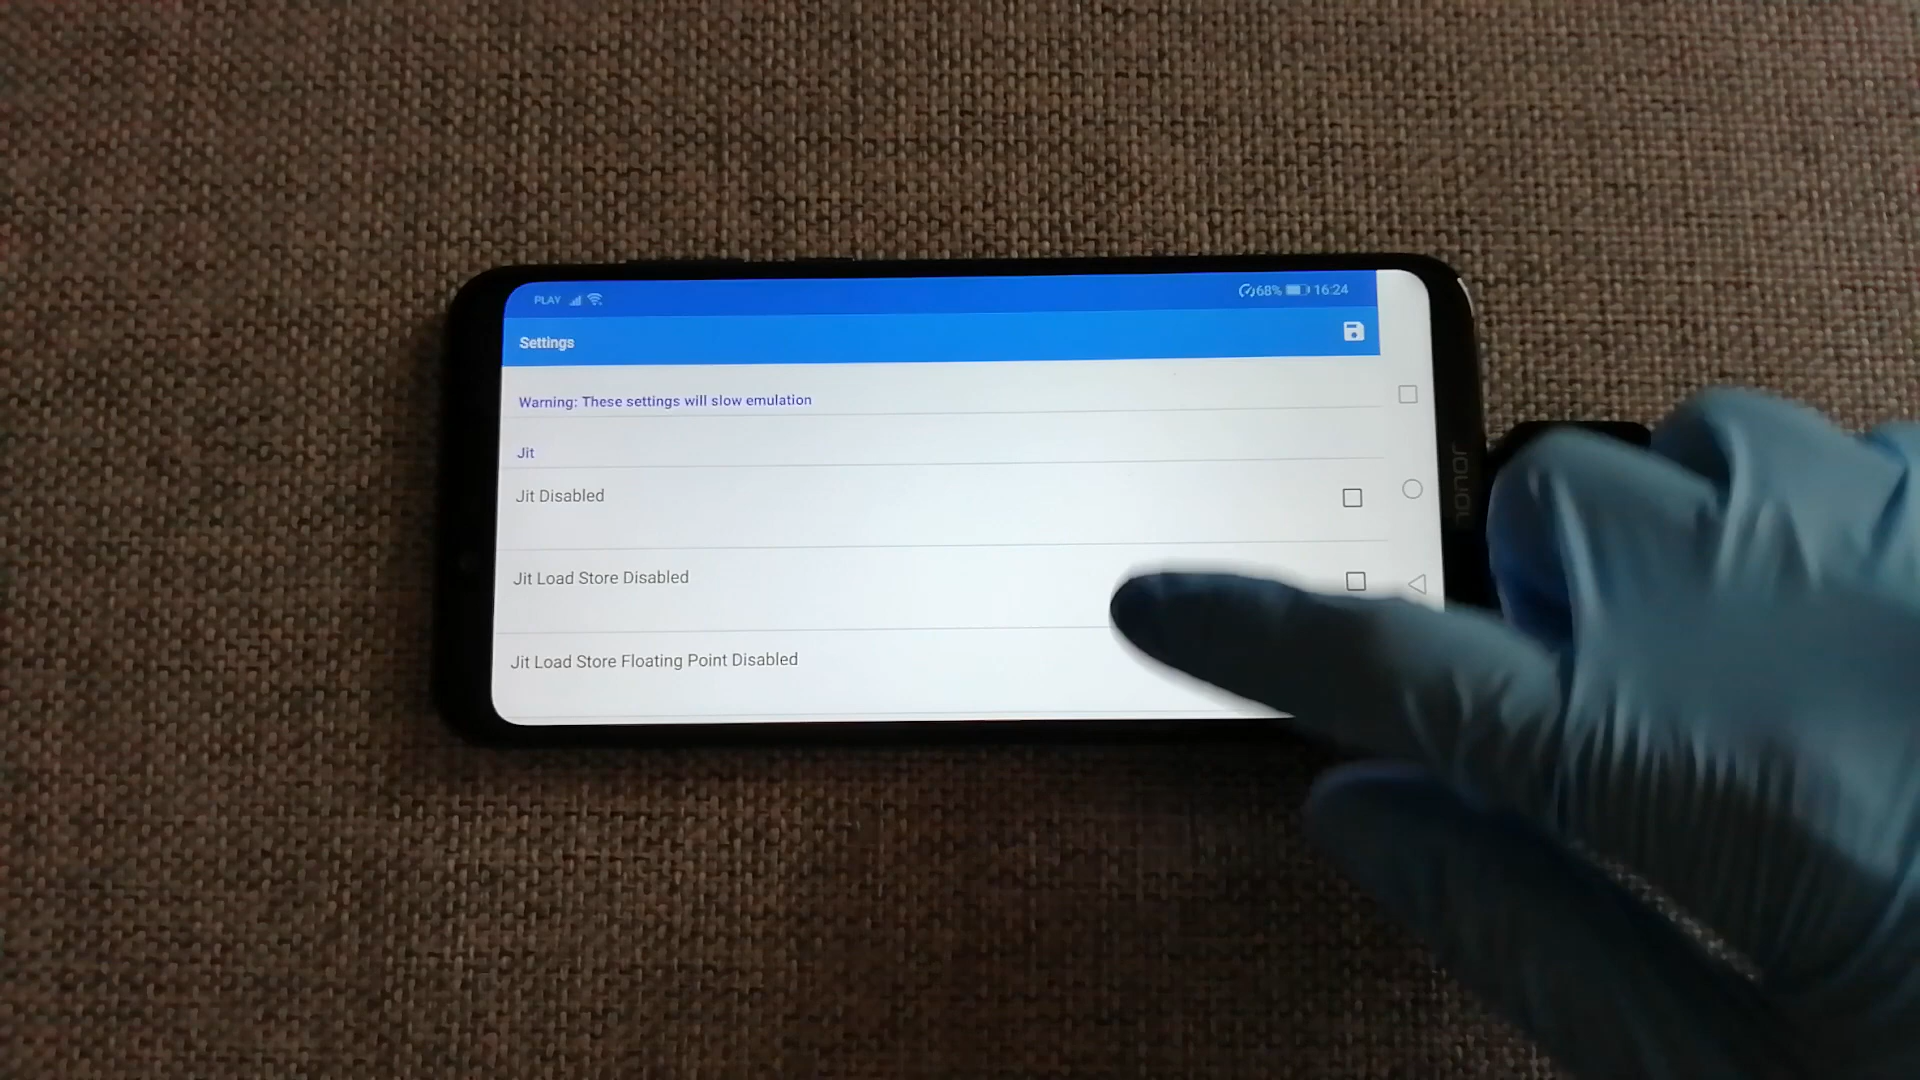 PLAY
68% 16:24
Settings
Warning: These settings will slow emulation
Jit
Jit Disabled
Jit Load Store Disabled
Jit Load Store Floating Point Disabled
honor